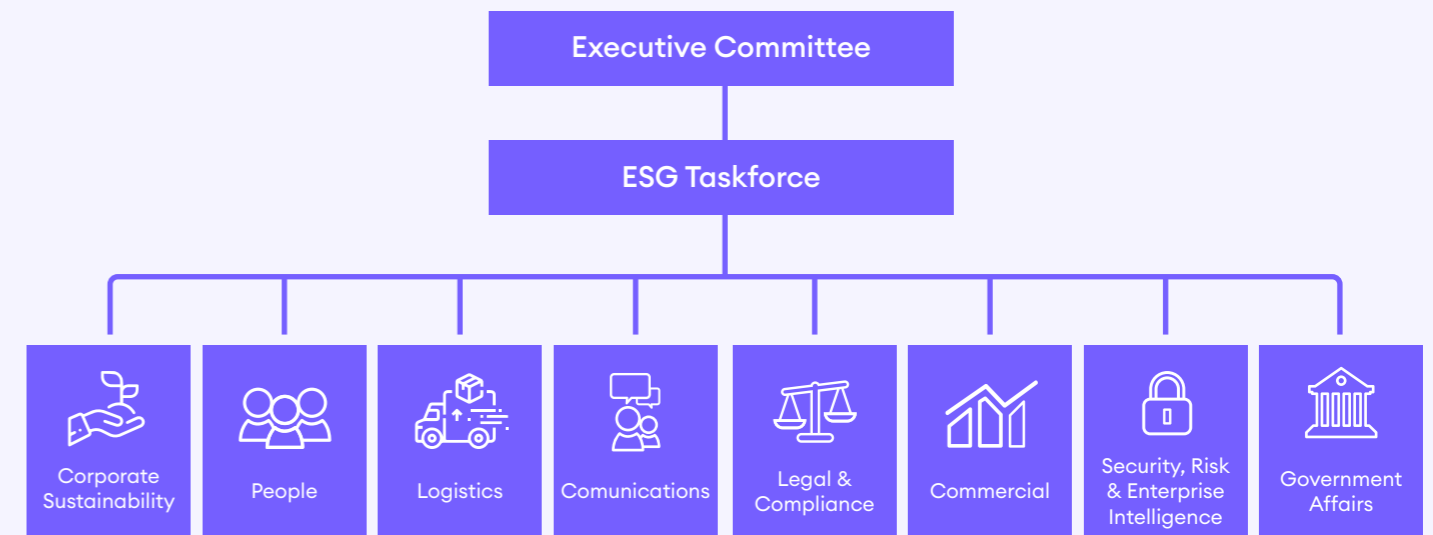 Executive Committee
ESG Taskforce
Corporate
Sustainability
People
Logistics
Comunications
Legal &
Compliance
Commercial
Security, Risk
& Enterprise
Intelligence
Government
Affairs